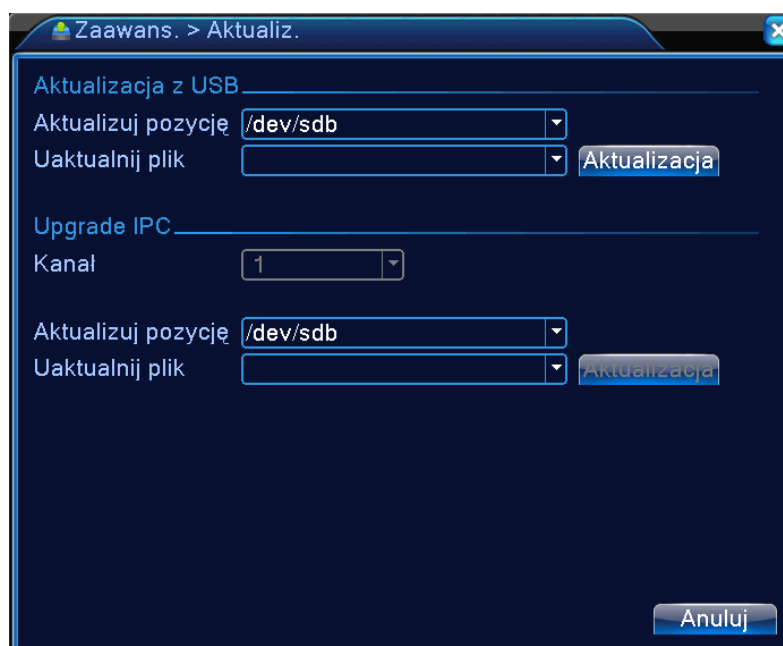 Zaawans. > Aktualiz.
Aktualizacja z USB
Aktualizuj pozycję /dev/sdb
Uaktualnij plik Aktualizacja
Upgrade IPC
Kanał 1
Aktualizuj pozycję /dev/sdb
Uaktualnij plik Aktualizacja
Anuluj